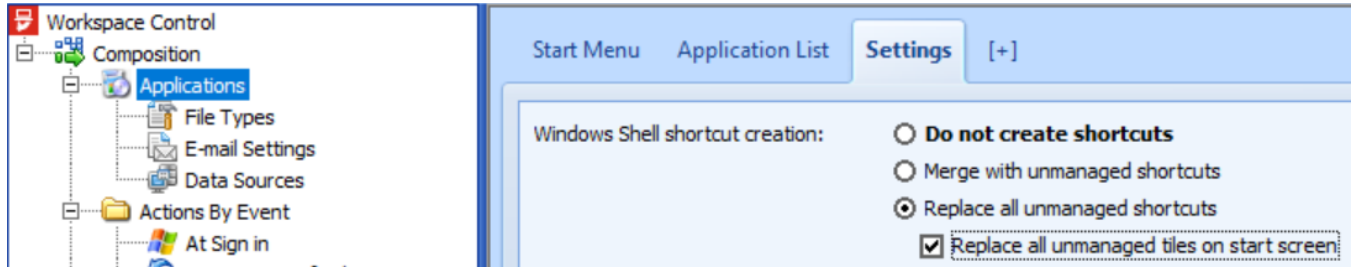 Workspace Control
Composition
Applications
File Types
E-mail Settings
Data Sources
Actions By Event
At Sign in
Start Menu Application List Settings [+]
Windows Shell shortcut creation:
Do not create shortcuts
Merge with unmanaged shortcuts
Replace all unmanaged shortcuts
Replace all unmanaged tiles on start screen